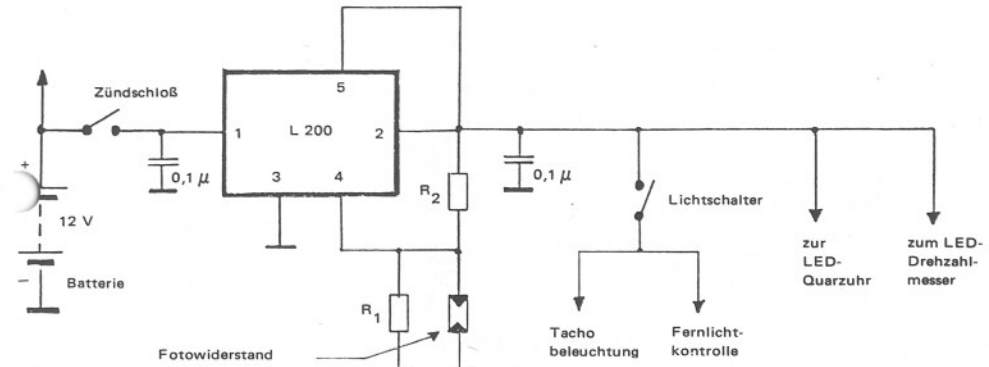 Zündschloß
5
1
L 200
2
3
4
0,1 µ
0,1 µ
R2
Lichtschalter
+
12 V
–
Batterie
R1
Fotowiderstand
Tacho
beleuchtung
Fernlicht-
kontrolle
zur
LED-
Quarzuhr
zum LED-
Drehzahl-
messer